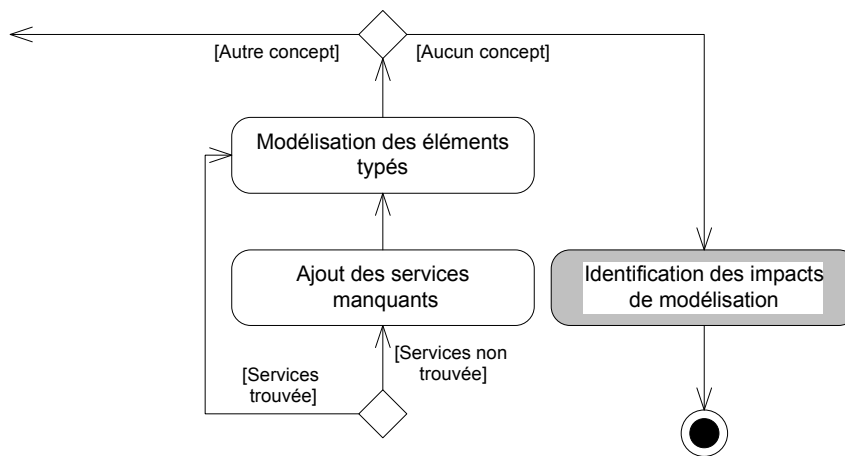 [Autre concept]
[Aucun concept]
Modélisation des éléments
typés
Ajout des services
manquants
Identification des impacts
de modélisation
[Services non
trouvée]
[Services
trouvée]